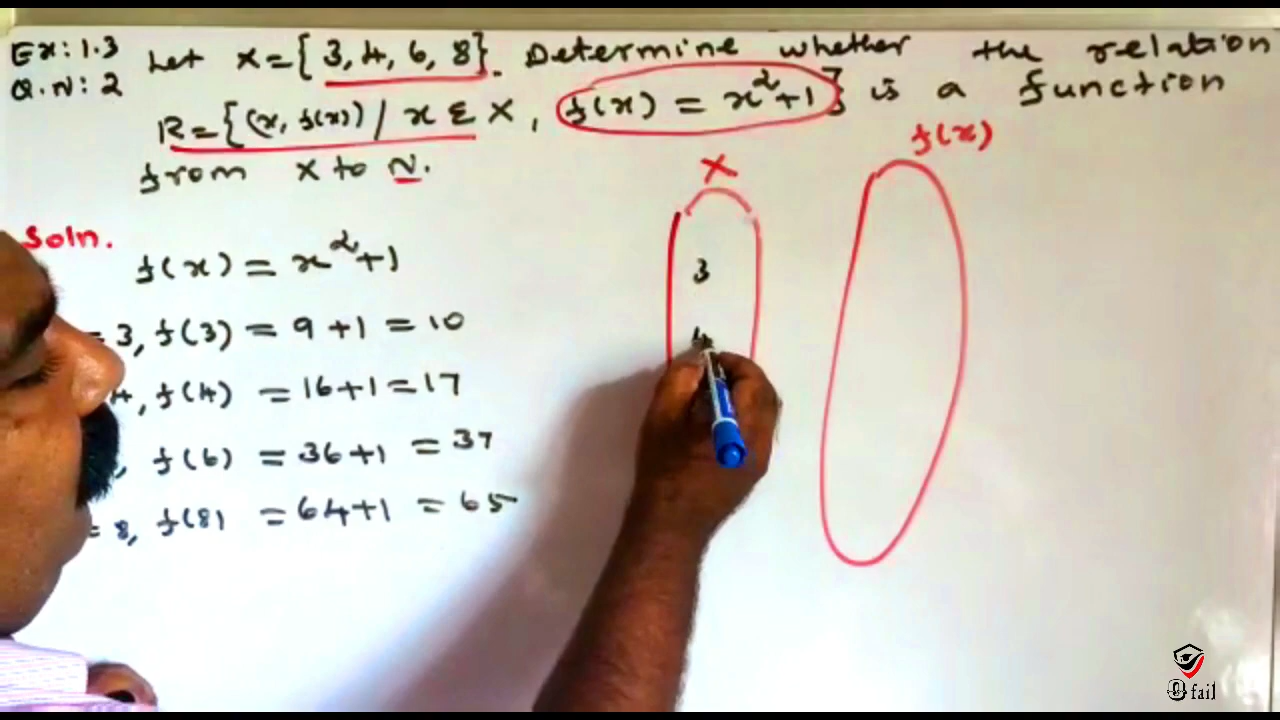 Ex: 1.3
Q.N: 2
Let X = { 3, 4, 6, 8}. Determine whether the relation
R = {(x, f(x)) / x ∈ X, f(x) = x²+1} is a function
from X to N.
Soln.
f(x) = x²+1
= 3, f(3) = 9 + 1 = 10
4, f(4) = 16+1 = 17
, f(6) = 36+1 = 37
= 8, f(8) = 64+1 = 65
X
f(x)
3
4
0 fail